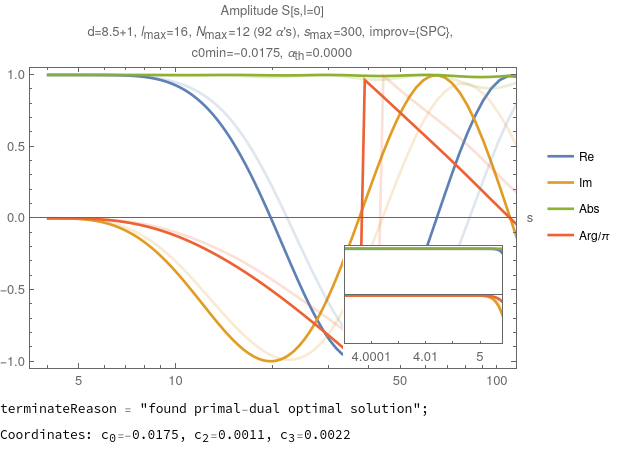 Amplitude S[s,l=0]
d=8.5+1, lmax=16, Nmax=12 (92 α's), smax=300, improv={SPC},
c0min=−0.0175, αth=0.0000
1.0
0.5
0.0
−0.5
−1.0
s
Re
Im
Abs
Arg/π
4.0001 4.01 5
5 10 50 100
terminateReason = "found primal-dual optimal solution";
Coordinates: c0=-0.0175, c2=0.0011, c3=0.0022